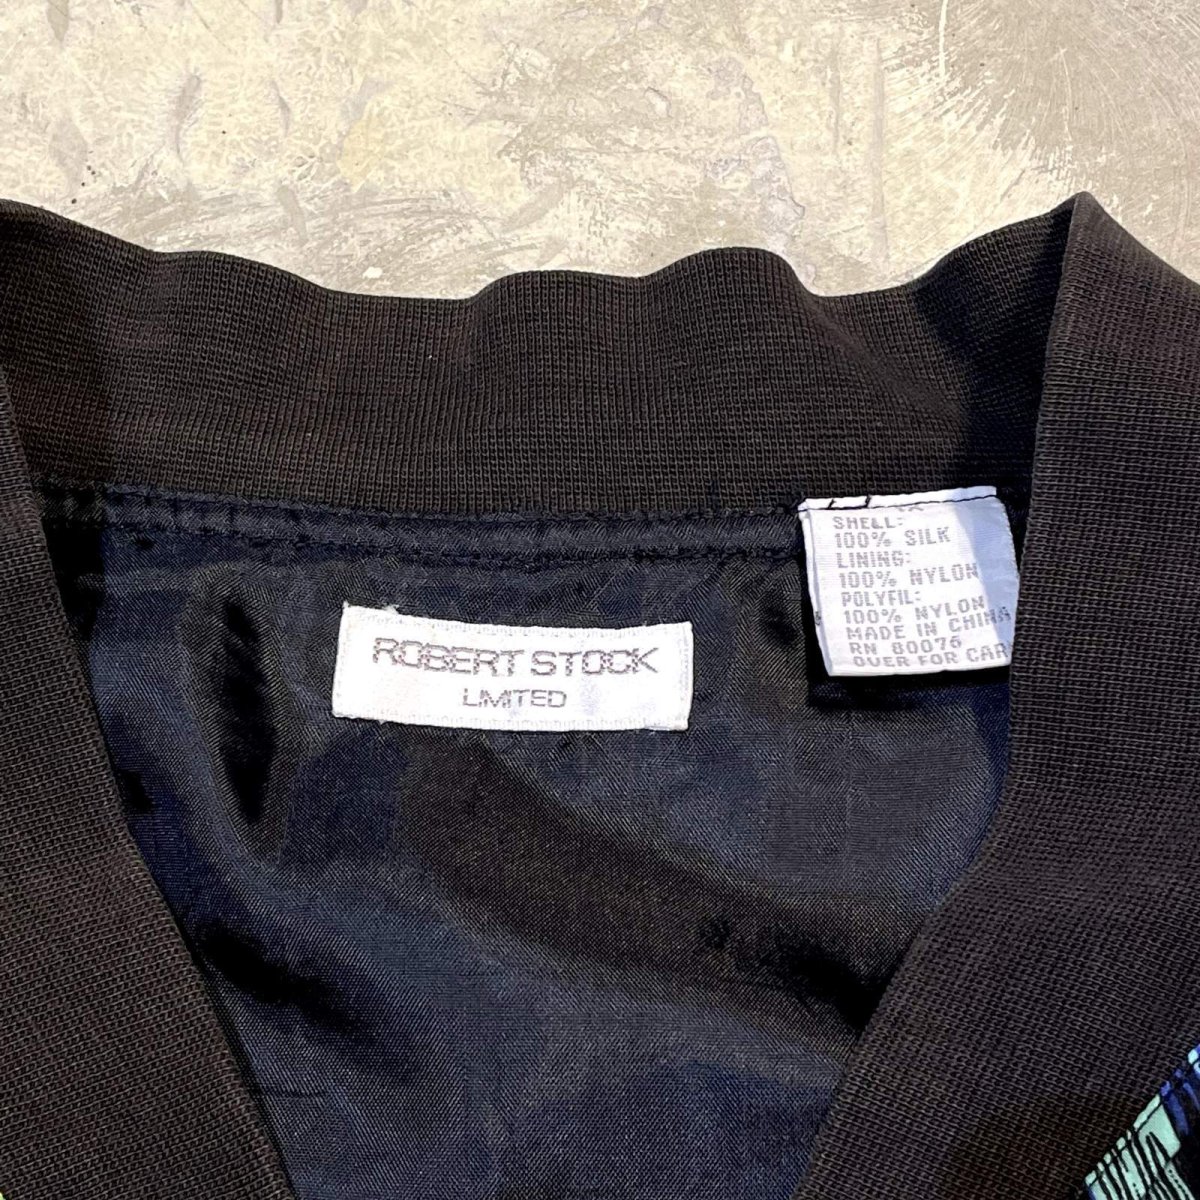 ROBERT STOCK
LIMITED
SHELL:
100% SILK
LINING:
100% NYLON
POLYFIL:
100% NYLON
MADE IN CHINA
RN 80076
OVER FOR CAR